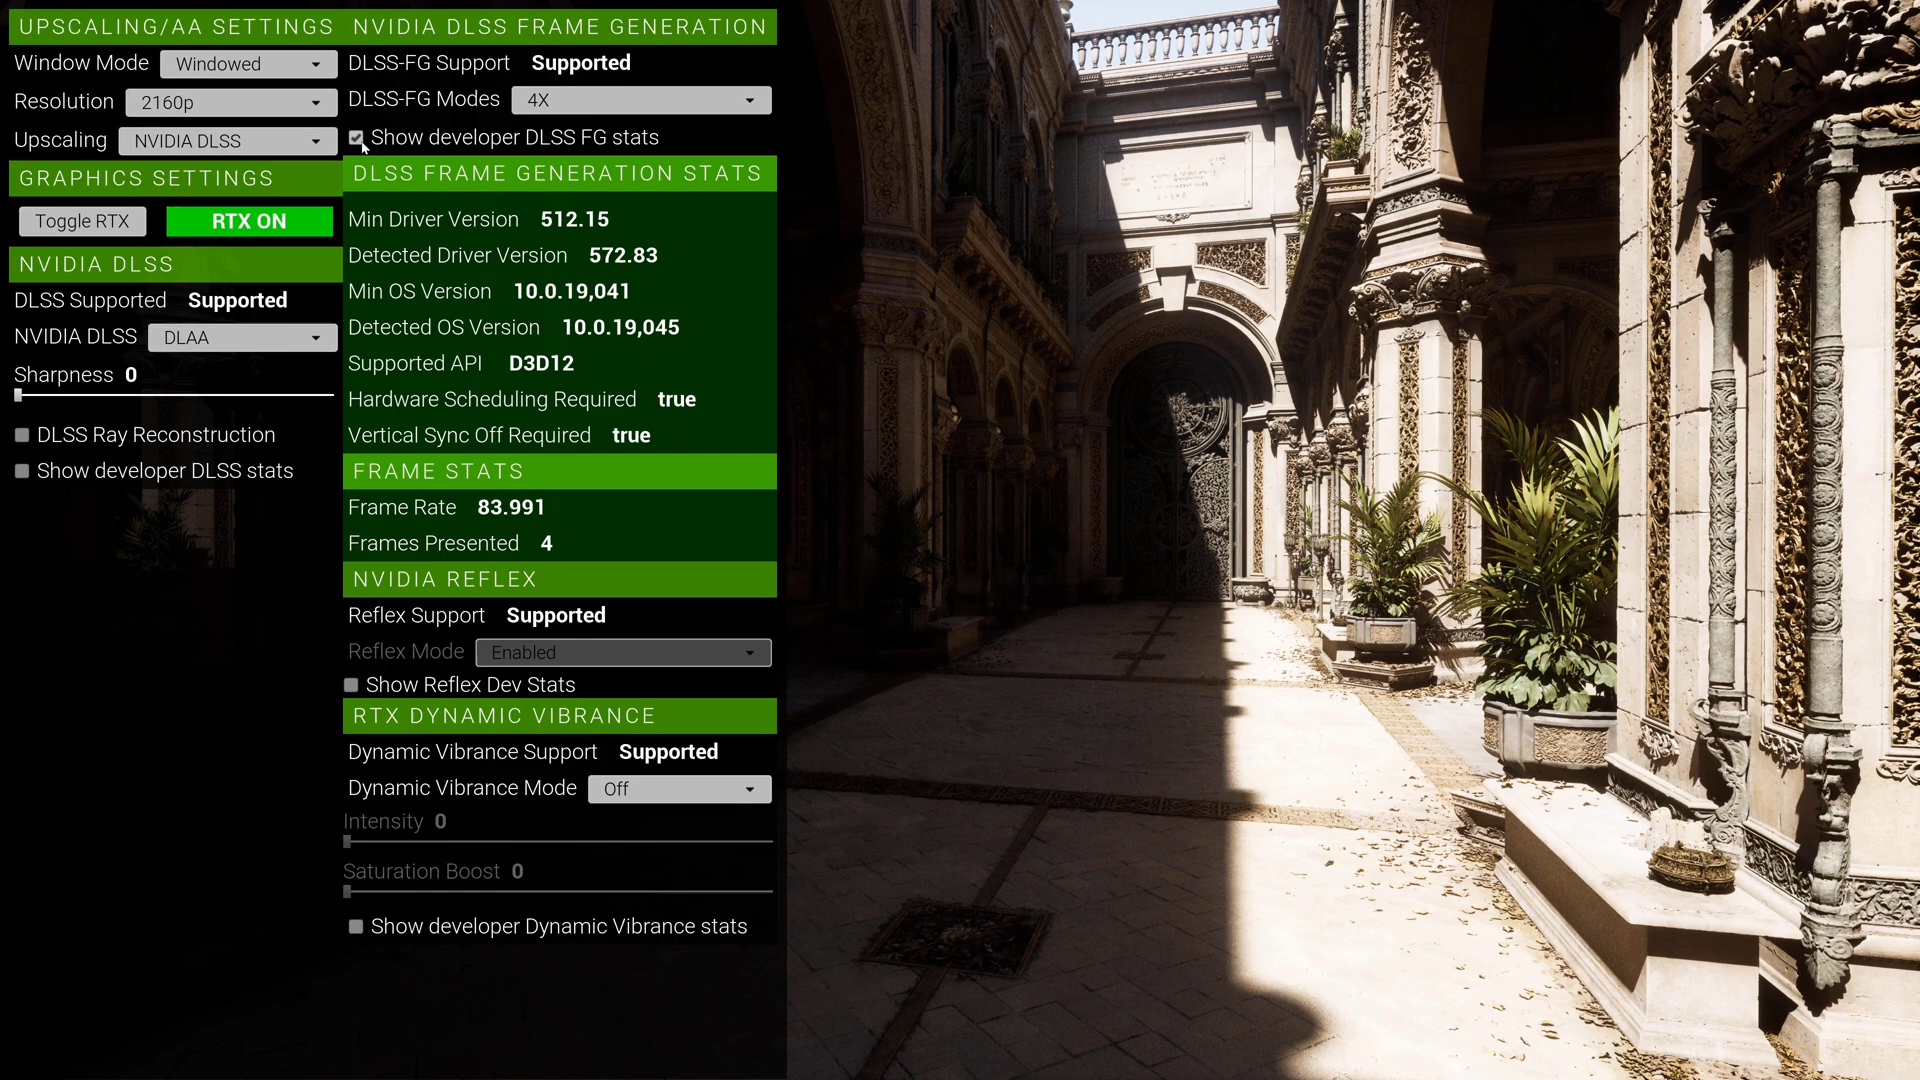 UPSCALING/AA SETTINGS
Window Mode Windowed
Resolution 2160p
Upscaling NVIDIA DLSS
GRAPHICS SETTINGS
Toggle RTX RTX ON
NVIDIA DLSS
DLSS Supported Supported
NVIDIA DLSS DLAA
Sharpness 0
DLSS Ray Reconstruction
Show developer DLSS stats
NVIDIA DLSS FRAME GENERATION
DLSS-FG Support Supported
DLSS-FG Modes 4X
Show developer DLSS FG stats
DLSS FRAME GENERATION STATS
Min Driver Version 512.15
Detected Driver Version 572.83
Min OS Version 10.0.19,041
Detected OS Version 10.0.19,045
Supported API D3D12
Hardware Scheduling Required true
Vertical Sync Off Required true
FRAME STATS
Frame Rate 83.991
Frames Presented 4
NVIDIA REFLEX
Reflex Support Supported
Reflex Mode Enabled
Show Reflex Dev Stats
RTX DYNAMIC VIBRANCE
Dynamic Vibrance Support Supported
Dynamic Vibrance Mode Off
Intensity 0
Saturation Boost 0
Show developer Dynamic Vibrance stats